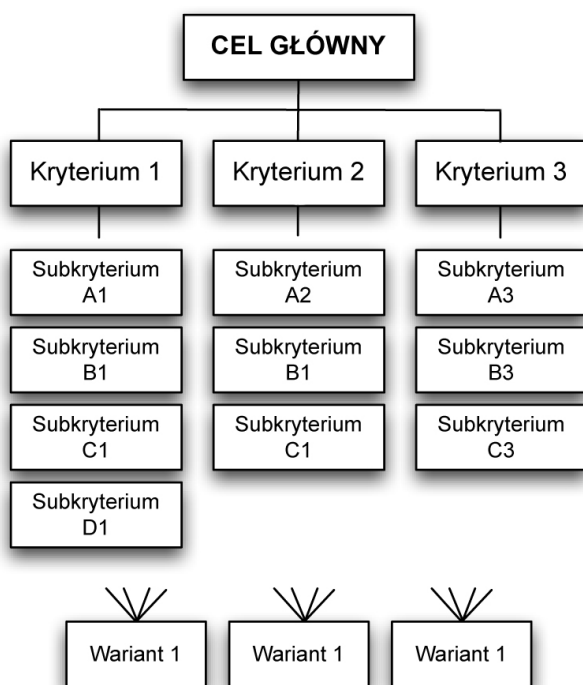 CEL GŁÓWNY
Kryterium 1
Kryterium 2
Kryterium 3
Subkryterium
A1
Subkryterium
A2
Subkryterium
A3
Subkryterium
B1
Subkryterium
B1
Subkryterium
B3
Subkryterium
C1
Subkryterium
C1
Subkryterium
C3
Subkryterium
D1
Wariant 1
Wariant 1
Wariant 1